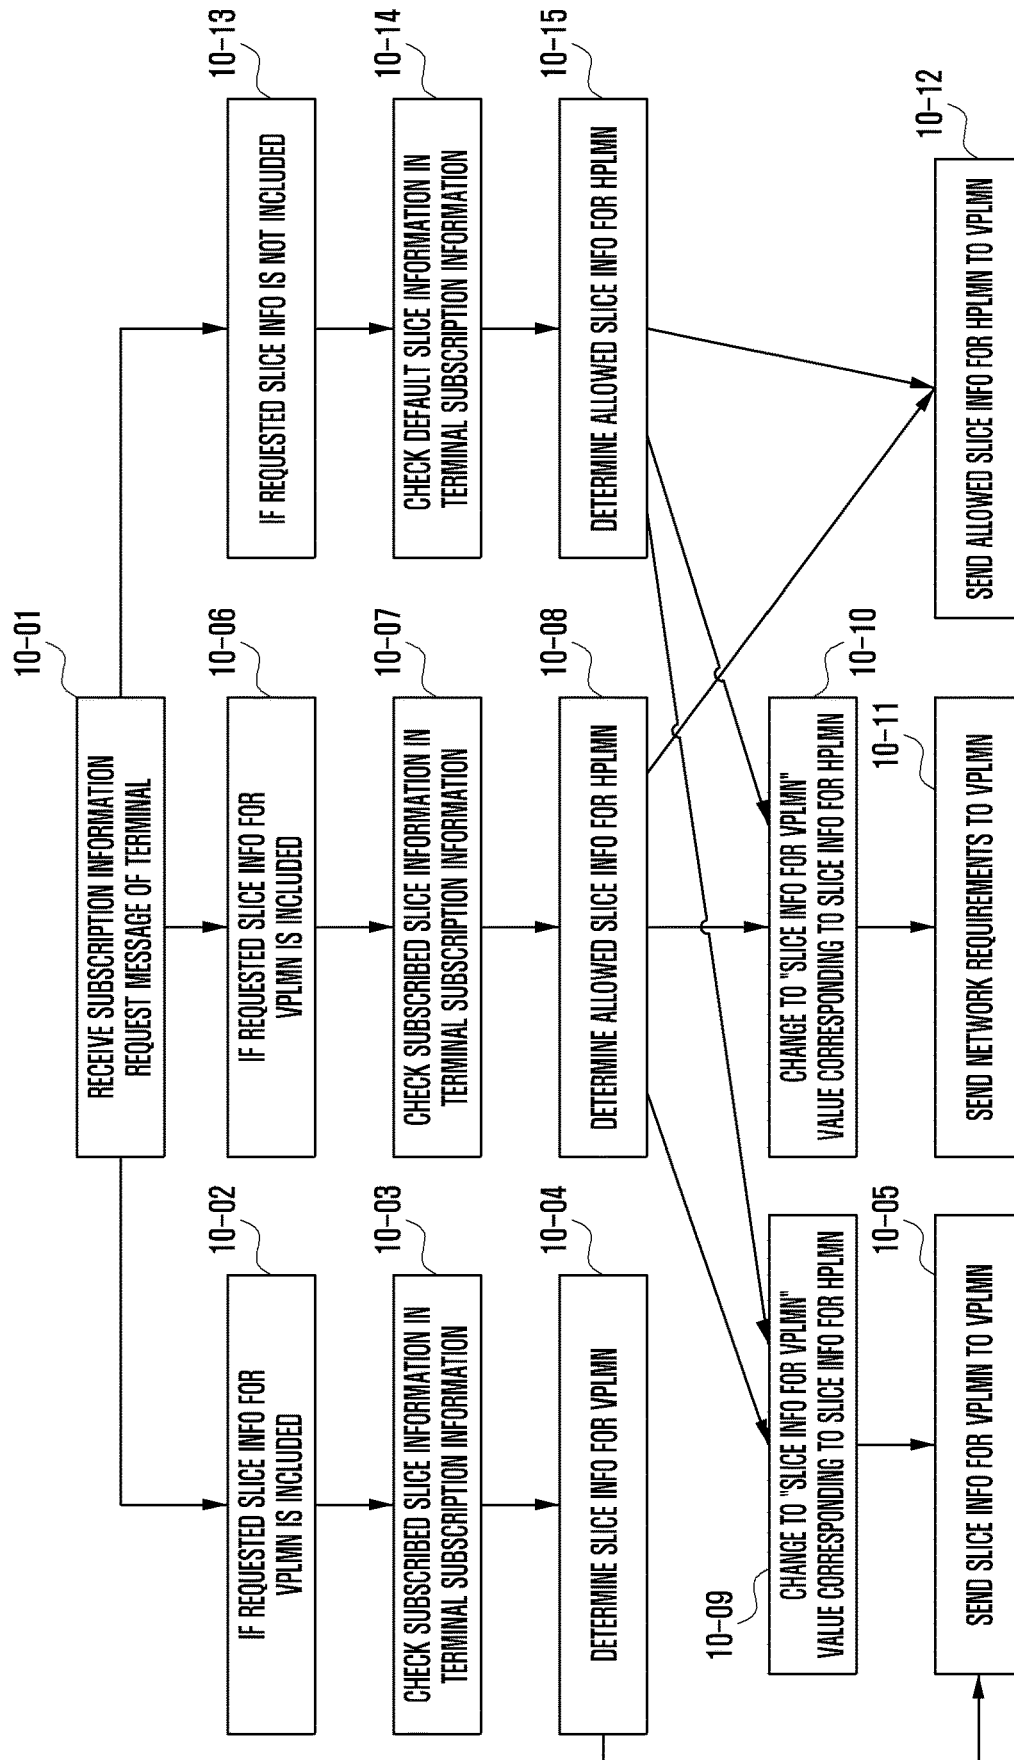 10-01
RECEIVE SUBSCRIPTION INFORMATION
REQUEST MESSAGE OF TERMINAL
10-02
IF REQUESTED SLICE INFO FOR
VPLMN IS INCLUDED
10-03
CHECK SUBSCRIBED SLICE INFORMATION IN
TERMINAL SUBSCRIPTION INFORMATION
10-04
DETERMINE SLICE INFO FOR VPLMN
10-06
IF REQUESTED SLICE INFO FOR
VPLMN IS INCLUDED
10-07
CHECK SUBSCRIBED SLICE INFORMATION IN
TERMINAL SUBSCRIPTION INFORMATION
10-08
DETERMINE ALLOWED SLICE INFO FOR HPLMN
10-13
IF REQUESTED SLICE INFO IS NOT INCLUDED
10-14
CHECK DEFAULT SLICE INFORMATION IN
TERMINAL SUBSCRIPTION INFORMATION
10-15
DETERMINE ALLOWED SLICE INFO FOR HPLMN
10-09
CHANGE TO "SLICE INFO FOR VPLMN"
VALUE CORRESPONDING TO SLICE INFO FOR HPLMN
10-05
SEND SLICE INFO FOR VPLMN TO VPLMN
10-10
CHANGE TO "SLICE INFO FOR VPLMN"
VALUE CORRESPONDING TO SLICE INFO FOR HPLMN
10-11
SEND NETWORK REQUIREMENTS TO VPLMN
10-12
SEND ALLOWED SLICE INFO FOR HPLMN TO VPLMN